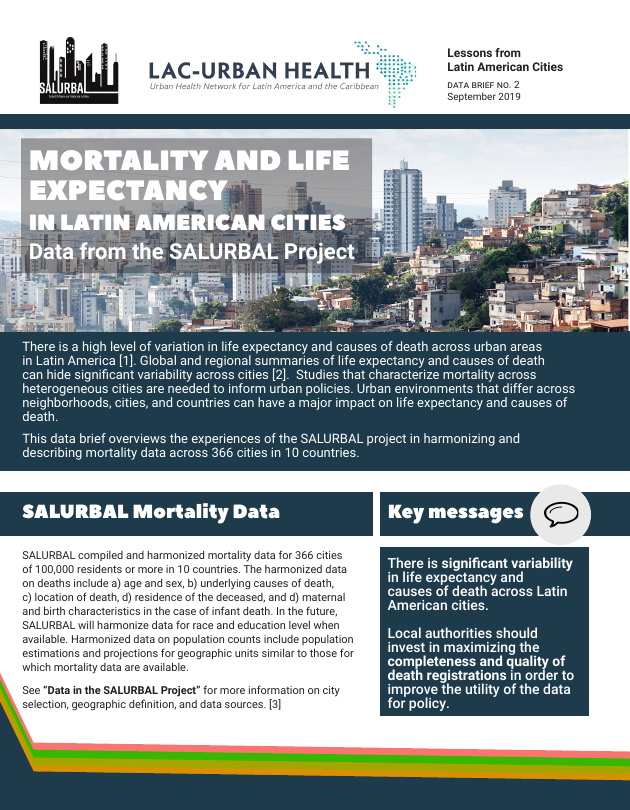 SALURBAL
LAC-URBAN HEALTH
Urban Health Network for Latin America and the Caribbean
Lessons from
Latin American Cities
DATA BRIEF NO. 2
September 2019
MORTALITY AND LIFE
EXPECTANCY
IN LATIN AMERICAN CITIES
Data from the SALURBAL Project
There is a high level of variation in life expectancy and causes of death across urban areas
in Latin America [1]. Global and regional summaries of life expectancy and causes of death
can hide significant variability across cities [2].  Studies that characterize mortality across
heterogeneous cities are needed to inform urban policies. Urban environments that differ across
neighborhoods, cities, and countries can have a major impact on life expectancy and causes of
death.
This data brief overviews the experiences of the SALURBAL project in harmonizing and
describing mortality data across 366 cities in 10 countries.
SALURBAL Mortality Data
SALURBAL compiled and harmonized mortality data for 366 cities
of 100,000 residents or more in 10 countries. The harmonized data
on deaths include a) age and sex, b) underlying causes of death,
c) location of death, d) residence of the deceased, and d) maternal
and birth characteristics in the case of infant death. In the future,
SALURBAL will harmonize data for race and education level when
available. Harmonized data on population counts include population
estimations and projections for geographic units similar to those for
which mortality data are available.
See “Data in the SALURBAL Project” for more information on city
selection, geographic definition, and data sources. [3]
Key messages
There is significant variability
in life expectancy and
causes of death across Latin
American cities.
Local authorities should
invest in maximizing the
completeness and quality of
death registrations in order to
improve the utility of the data
for policy.